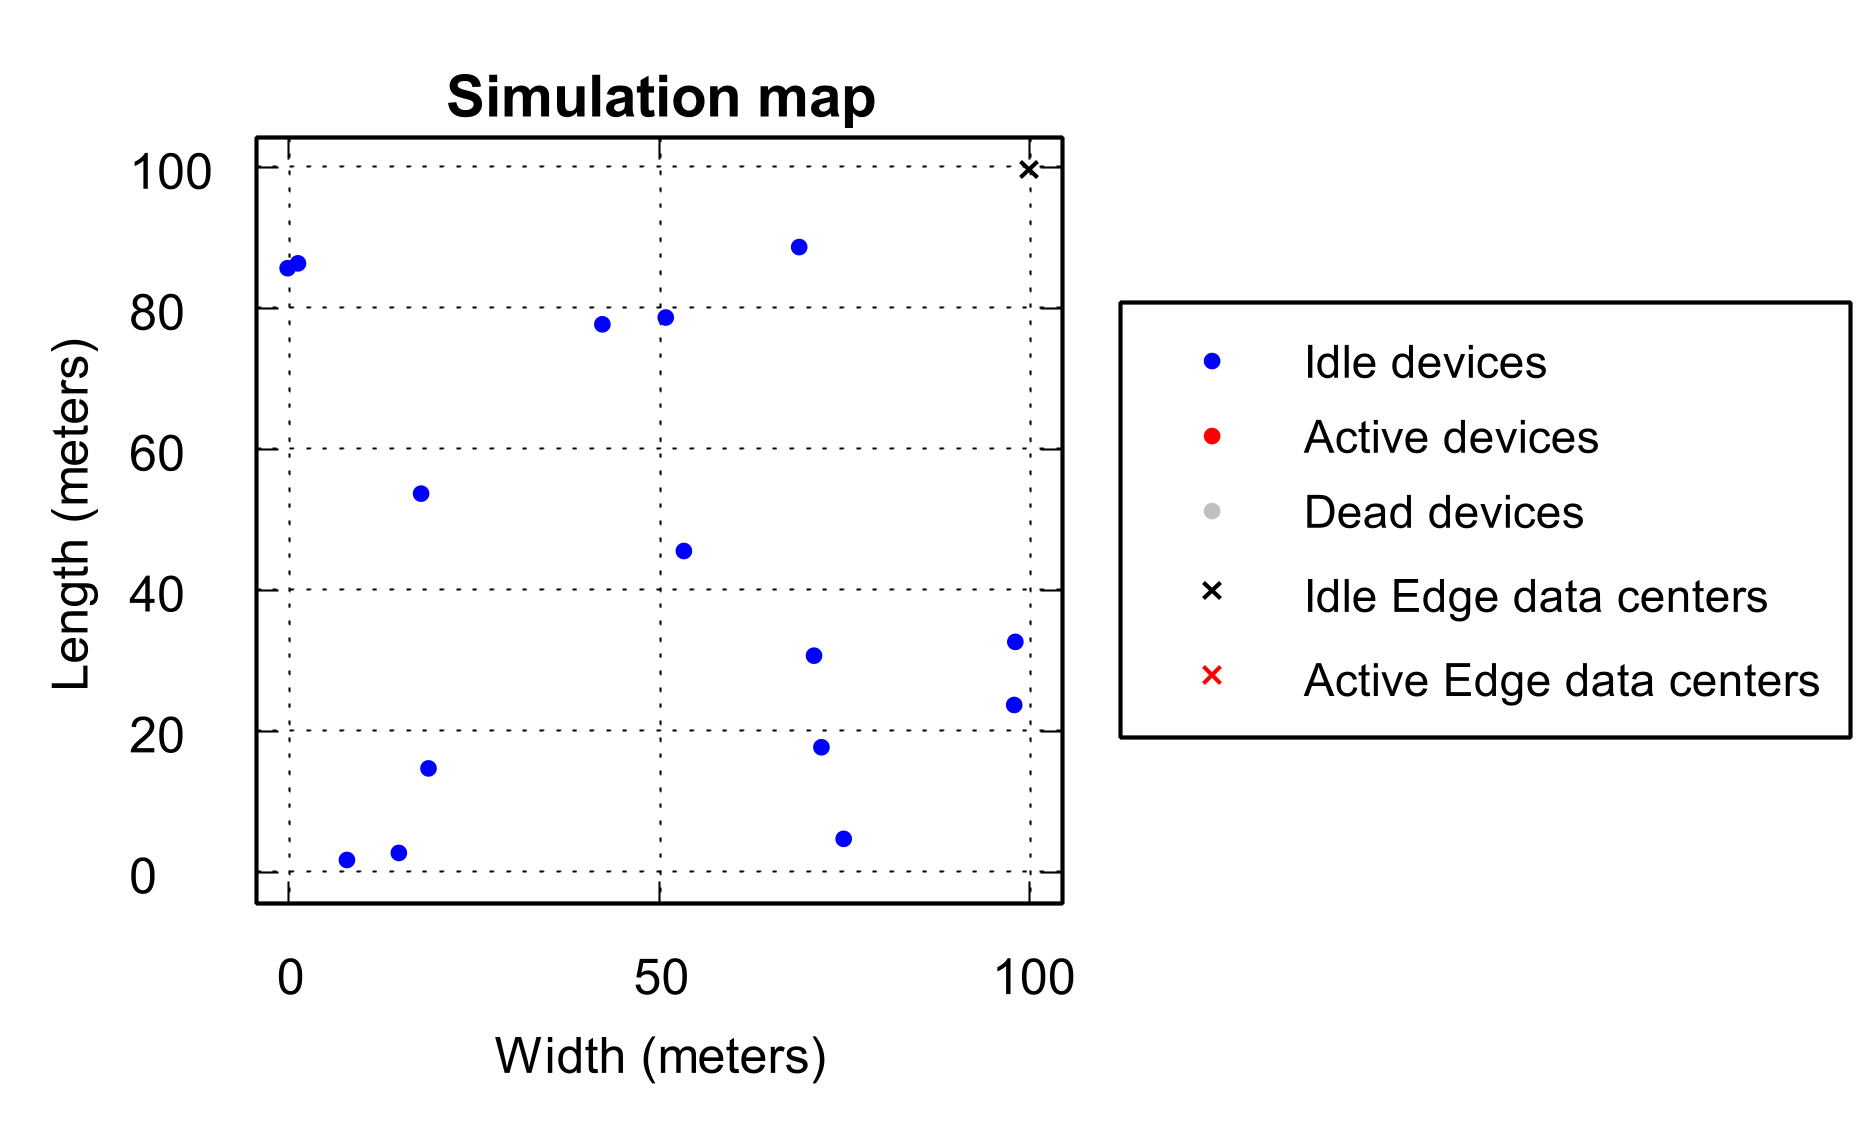 Simulation map
100
80
60
40
20
0
Length (meters)
0 50 100
Width (meters)
Idle devices
Active devices
Dead devices
Idle Edge data centers
Active Edge data centers